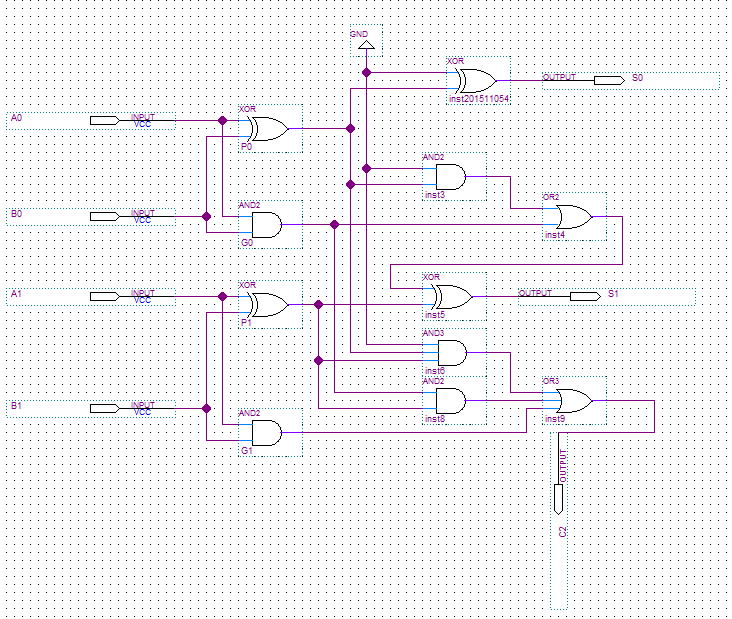 GND
XOR
OUTPUT S0
inst201511054
XOR
A0 INPUT
VCC
P0
AND2
inst3
AND2
OR2
B0 INPUT
VCC
G0
inst4
XOR
XOR
A1 INPUT
VCC
OUTPUT S1
P1
inst5
AND3
inst6
AND2
OR3
B1 INPUT
VCC
AND2
inst8
inst9
G1
OUTPUT
C2